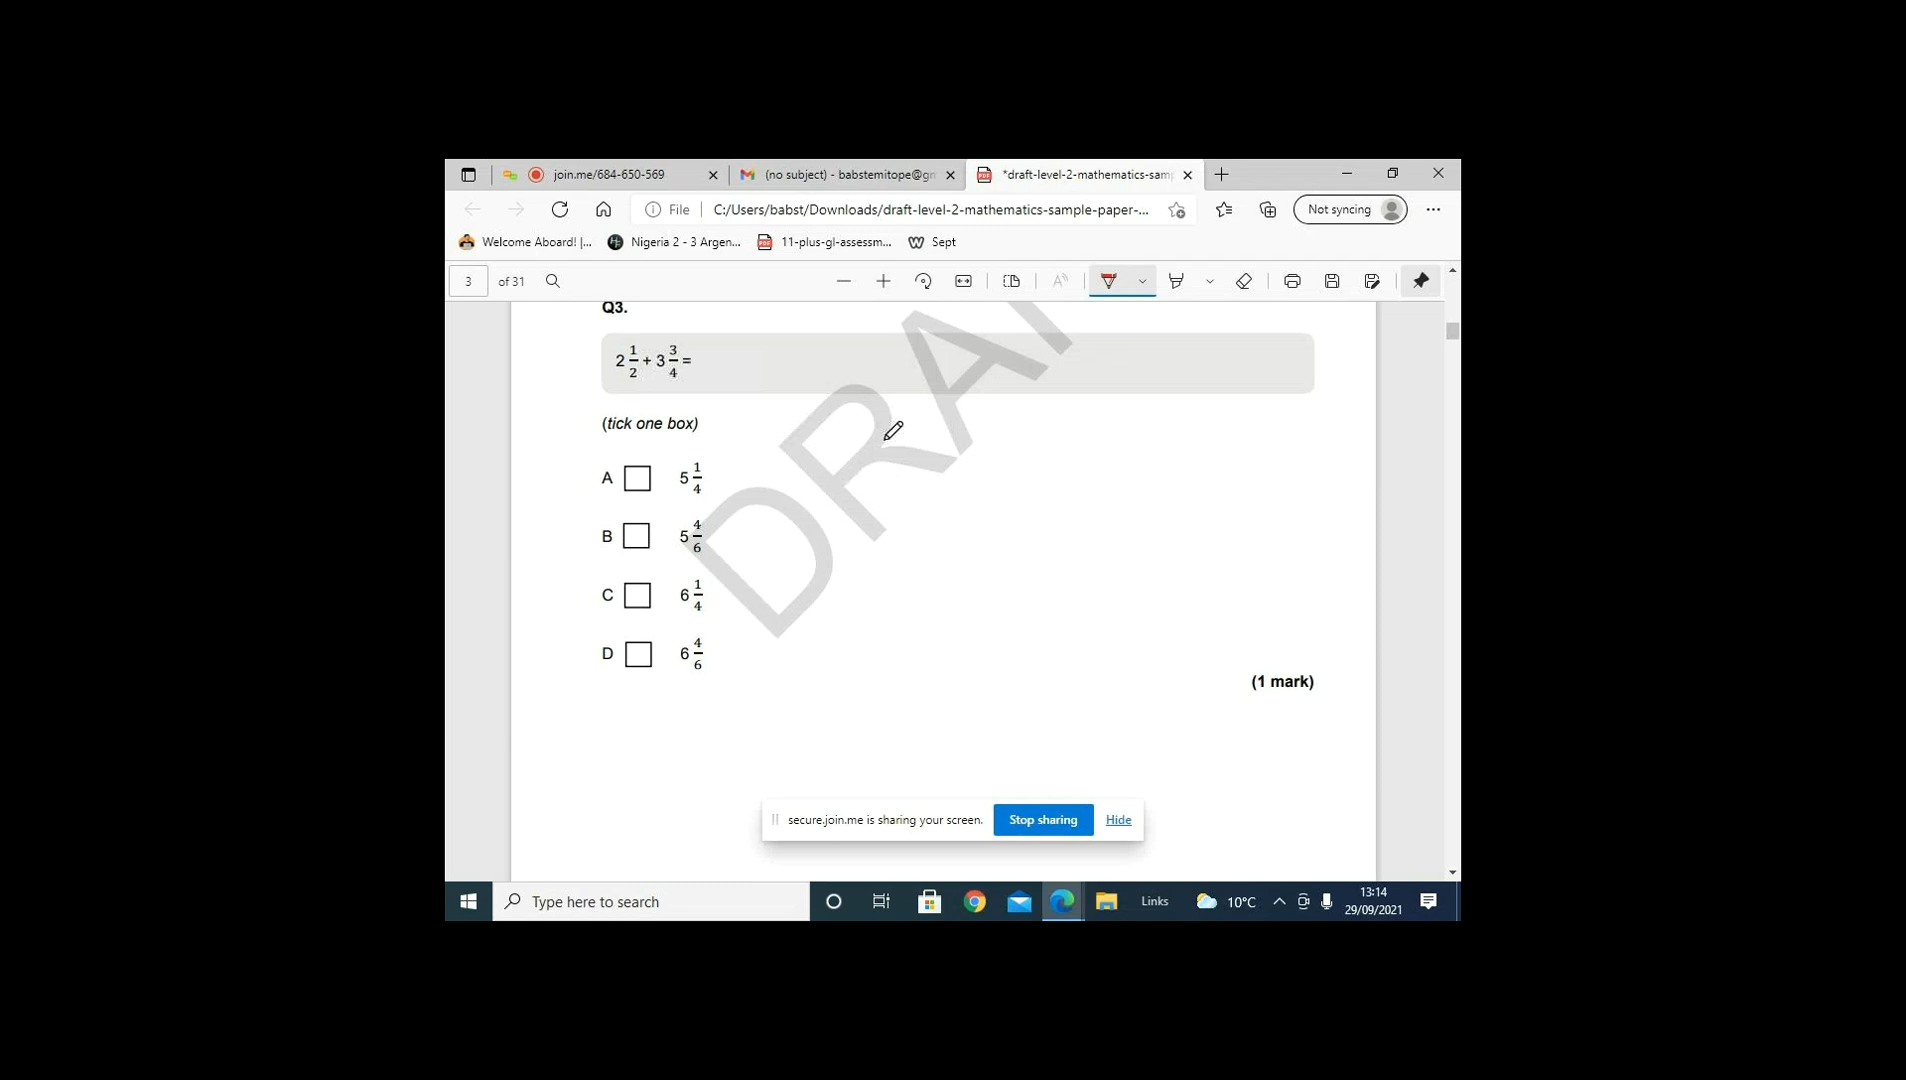 join.me/684-650-569
(no subject) - babstemitope@gn
*draft-level-2-mathematics-sam
File
C:/Users/babst/Downloads/draft-level-2-mathematics-sample-paper-...
Not syncing
Welcome Aboard! |...
Nigeria 2 - 3 Argen...
11-plus-gl-assessm...
Sept
3 of 31
Q3.
2 1/2 + 3 3/4 =
(tick one box)
A 5 1/4
B 5 4/6
C 6 1/4
D 6 4/6
(1 mark)
DRA
secure.join.me is sharing your screen.
Stop sharing
Hide
Type here to search
Links
10°C
13:14
29/09/2021